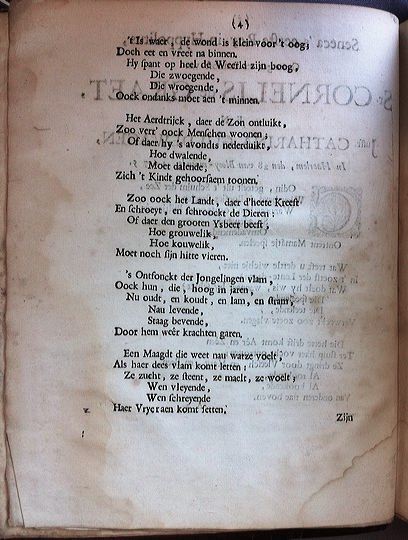 (4)
't Is waer, de wond is klein voor 't oog;
Doch eet en vreet na binnen.
Hy spant op heel de Weerld zijn boog,
Die zwoegende,
Die wroegende,
Oock ondanks moet aen 't minnen.
Het Aerdtrijck, daer de Zon ontluikt,
Zoo verr' oock Menschen woonen;
Of daer hy 's avondts nederduikt,
Hoe dwalende,
Moet dalende,
Zich 't Kindt gehoorsaem toonen.
Zoo oock het Landt, daer d'heete Kreeft
En schroeyt, en schroockt de Dieren:
Of daer den grooten Ysbeer beeft,
Hoe grouwelik,
Hoe kouwelik,
Moet noch sijn hitte vieren.
's Ontfonckt der Jongelingen vlam,
Oock hun, die hoog in jaren,
Nu oudt, en koudt, en lam, en stram,
Nau levende,
Staag bevende,
Door hem weêr krachten garen.
Een Maagdt die weet nau watze voelt,
Als haer dees vlam komt letten;
Ze zucht, ze steent, ze maelt, ze woelt,
Wen vleyende,
Wen schreyende
Haer Vryer aen komt setten.
Zijn